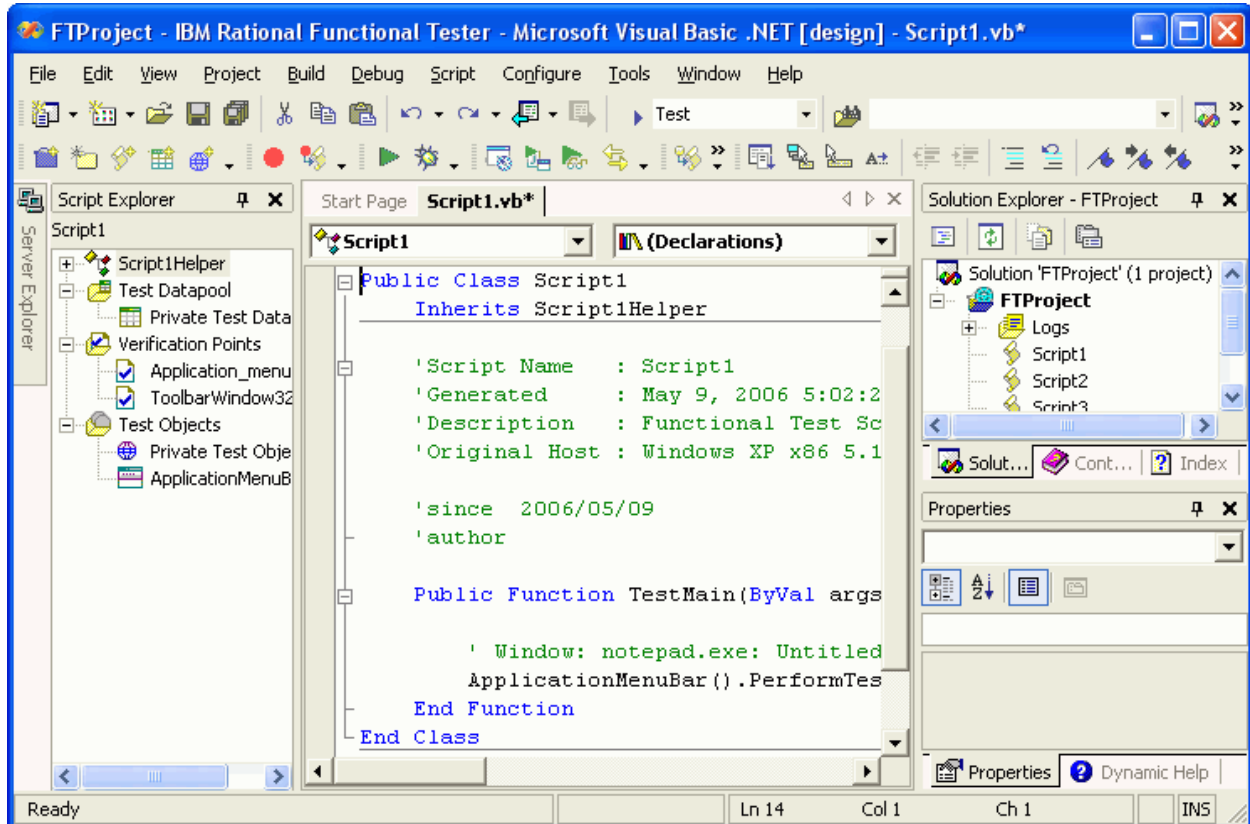 FTProject - IBM Rational Functional Tester - Microsoft Visual Basic .NET [design] - Script1.vb*
File Edit View Project Build Debug Script Configure Tools Window Help
Test
Server Explorer
Script Explorer
Script1
Script1Helper
Test Datapool
Private Test Data
Verification Points
Application_menu
ToolbarWindow32
Test Objects
Private Test Obje
ApplicationMenuB
Start Page Script1.vb*
Script1 (Declarations)
Public Class Script1
Inherits Script1Helper
'Script Name : Script1
'Generated : May 9, 2006 5:02:2
'Description : Functional Test Sc
'Original Host : Windows XP x86 5.1
'since 2006/05/09
'author
Public Function TestMain(ByVal args
' Window: notepad.exe: Untitled
ApplicationMenuBar().PerformTes
End Function
End Class
Solution Explorer - FTProject
Solution 'FTProject' (1 project)
FTProject
Logs
Script1
Script2
Script3
Solut... Cont... Index
Properties
Properties Dynamic Help
Ready Ln 14 Col 1 Ch 1 INS